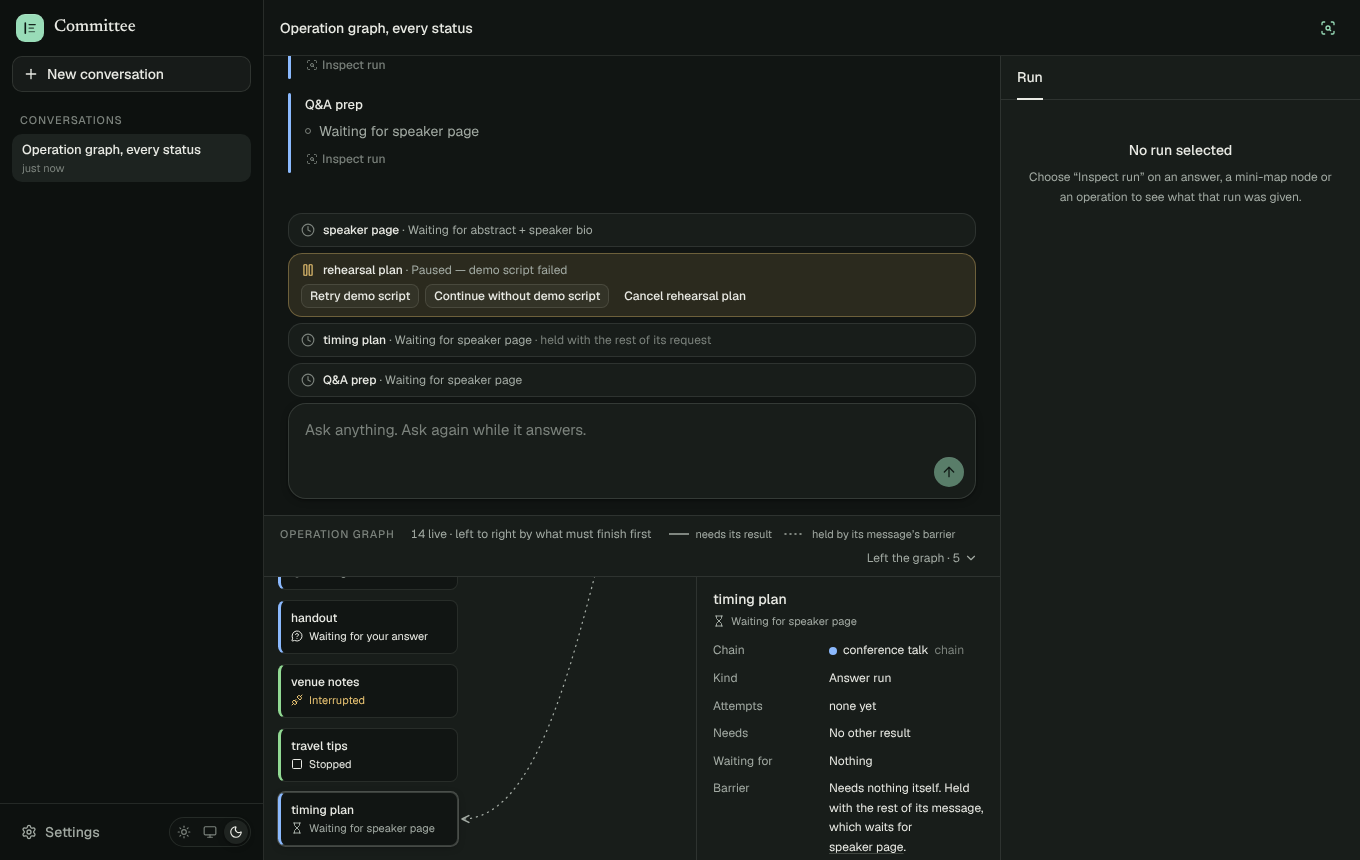 Committee
New conversation
CONVERSATIONS
Operation graph, every status
just now
Settings
Operation graph, every status
Inspect run
Q&A prep
Waiting for speaker page
Inspect run
speaker page · Waiting for abstract + speaker bio
rehearsal plan · Paused — demo script failed
Retry demo script
Continue without demo script
Cancel rehearsal plan
timing plan · Waiting for speaker page · held with the rest of its request
Q&A prep · Waiting for speaker page
Ask anything. Ask again while it answers.
OPERATION GRAPH
14 live · left to right by what must finish first
needs its result
held by its message's barrier
Left the graph · 5
handout
Waiting for your answer
venue notes
Interrupted
travel tips
Stopped
timing plan
Waiting for speaker page
timing plan
Waiting for speaker page
Chain
conference talk chain
Kind
Answer run
Attempts
none yet
Needs
No other result
Waiting for
Nothing
Barrier
Needs nothing itself. Held
with the rest of its message,
which waits for
speaker page.
Run
No run selected
Choose “Inspect run” on an answer, a mini-map node or
an operation to see what that run was given.